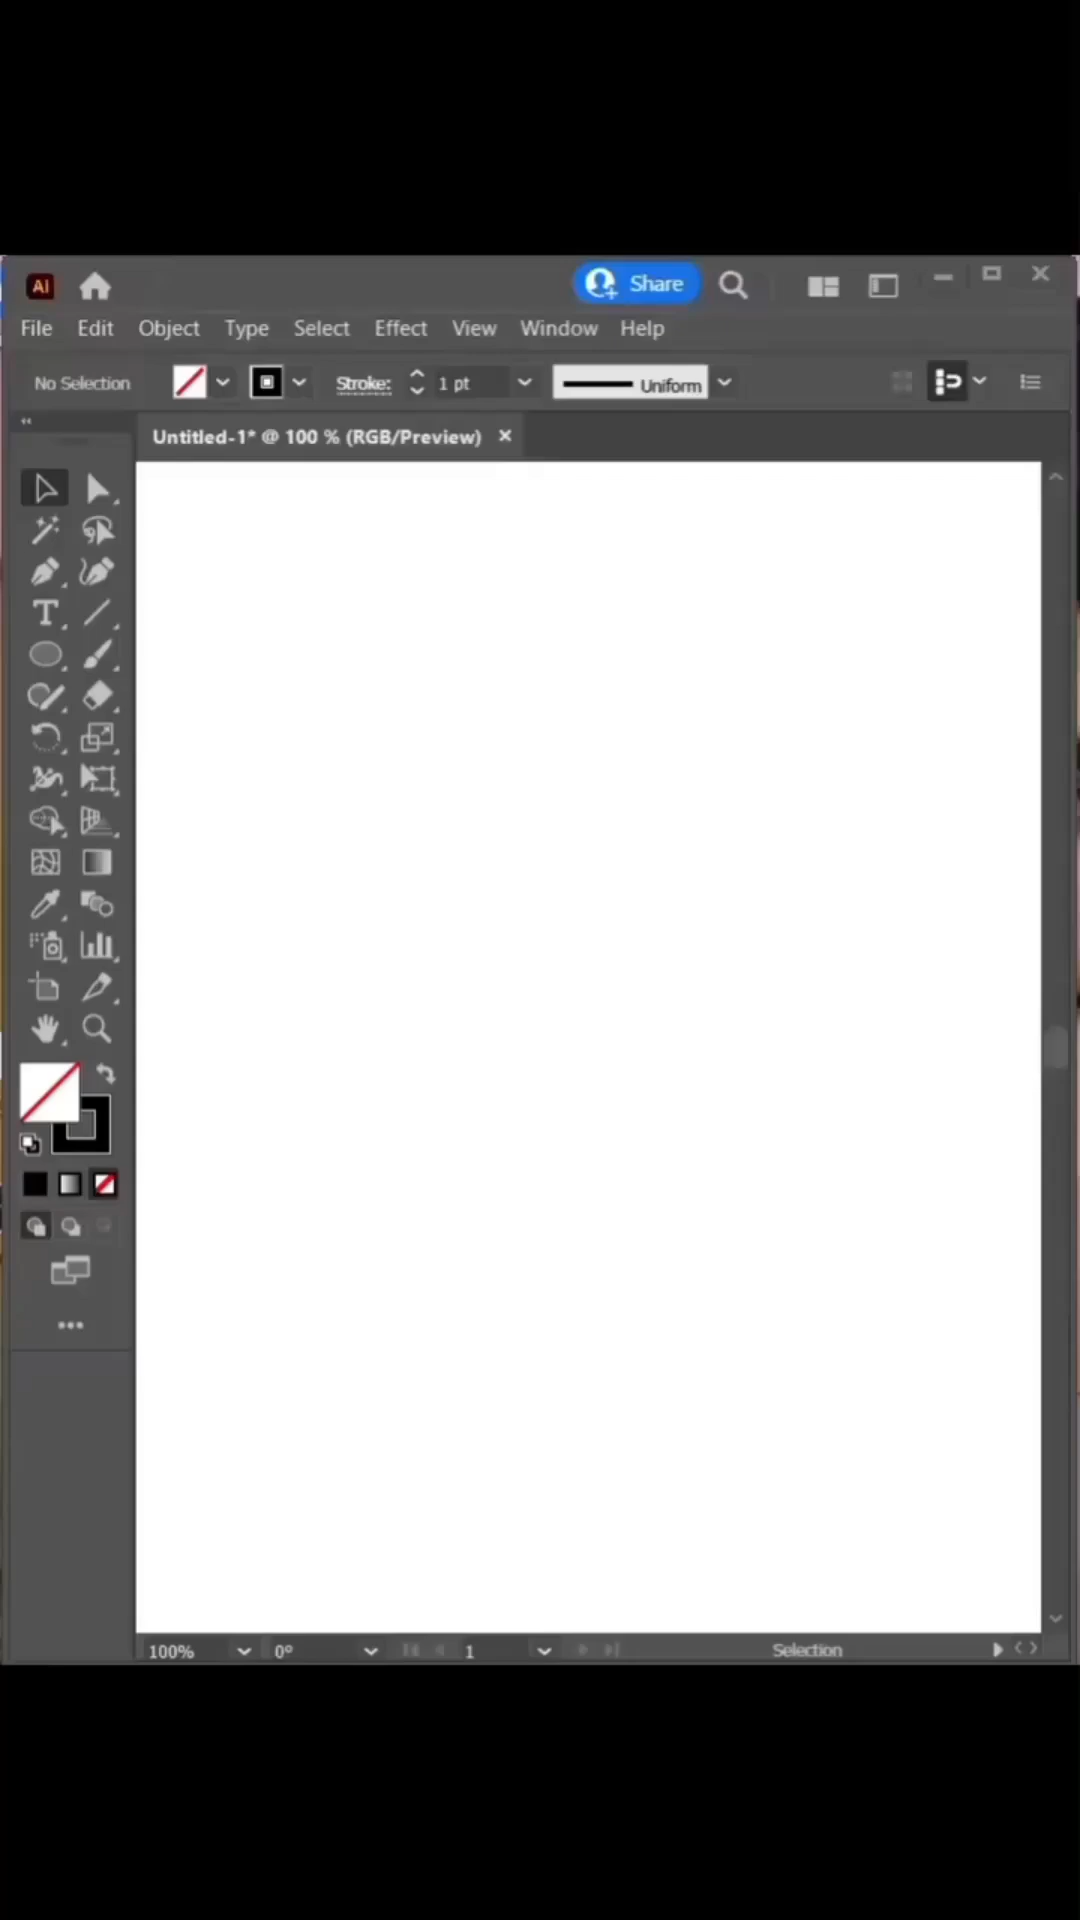 Ai
Share
File Edit Object Type Select Effect View Window Help
No Selection Stroke: 1 pt Uniform
Untitled-1* @ 100 % (RGB/Preview) ×
T
100% 0° 1 Selection